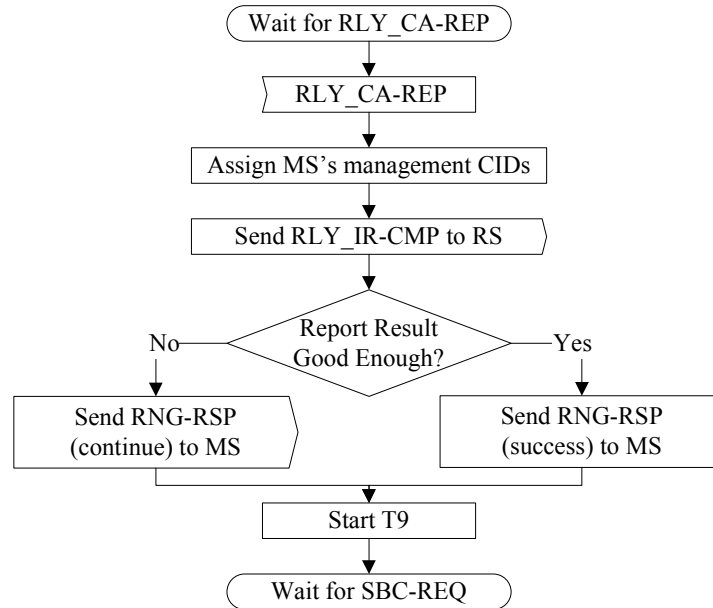 Wait for RLY_CA-REP
RLY_CA-REP
Assign MS’s management CIDs
Send RLY_IR-CMP to RS
Report Result
Good Enough?
No
Yes
Send RNG-RSP
(continue) to MS
Send RNG-RSP
(success) to MS
Start T9
Wait for SBC-REQ